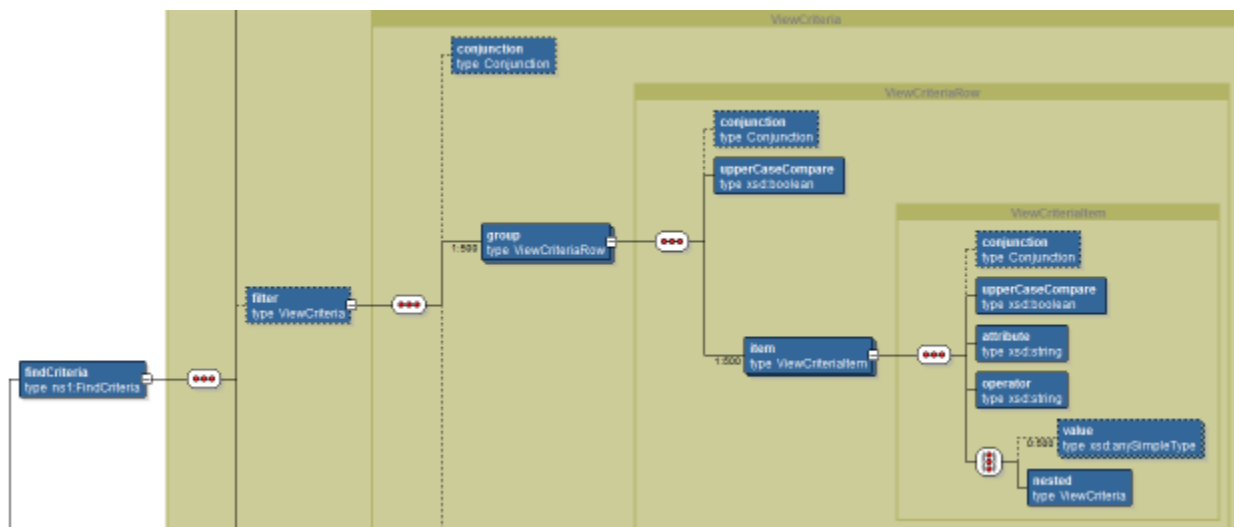 ViewCriteria
conjunction
type Conjunction
ViewCriteriaRow
conjunction
type Conjunction
upperCaseCompare
type xsd:boolean
ViewCriteriaItem
group
type ViewCriteriaRow
1:500
conjunction
type Conjunction
upperCaseCompare
type xsd:boolean
filter
type ViewCriteria
attribute
type xsd:string
item
type ViewCriteriaItem
1:500
findCriteria
type ns1:FindCriteria
operator
type xsd:string
value
type xsd:anySimpleType
0:500
nested
type ViewCriteria